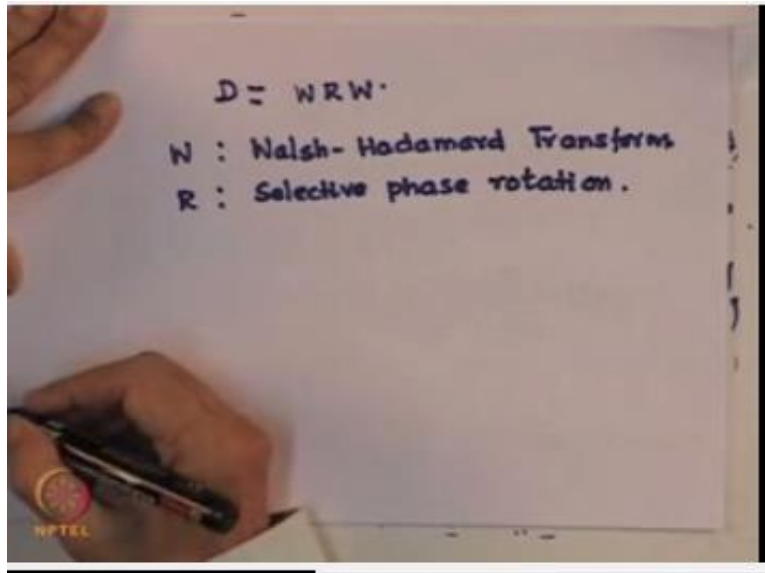 D = WRW.
W : Walsh-Hadamard Transform
R : Selective phase rotation.
NPTEL